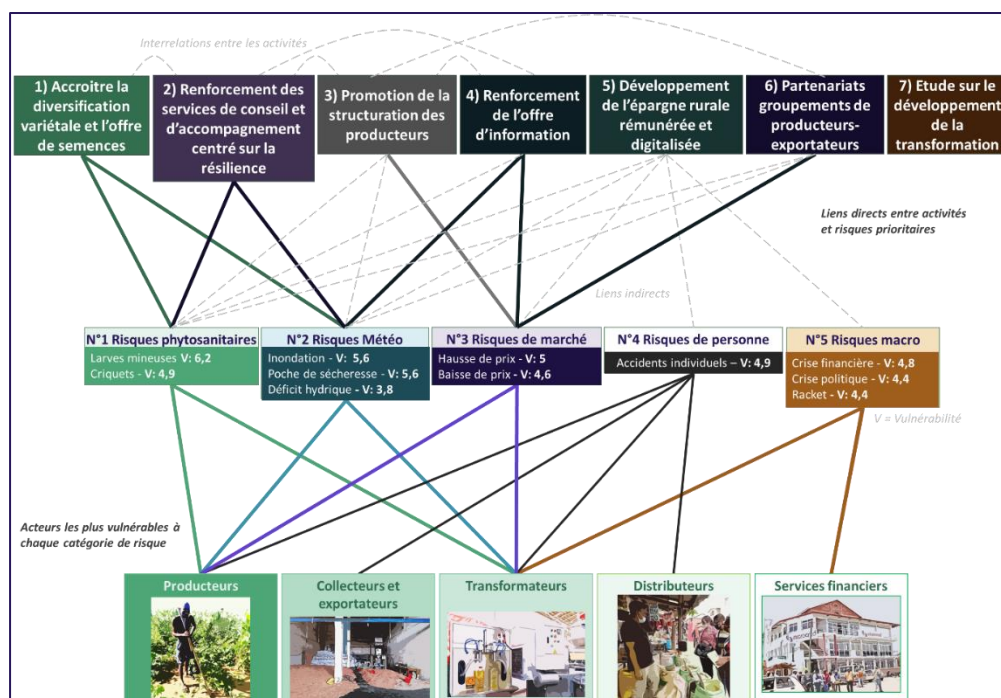 Interrelations entre les activités
1) Accroitre la
diversification
variétale et l'offre
de semences
2) Renforcement des
services de conseil et
d'accompagnement
centré sur la
résilience
3) Promotion de la
structuration des
producteurs
4) Renforcement
de l'offre
d'information
5) Développement
de l'épargne rurale
rémunérée et
digitalisée
6) Partenariats
groupements de
producteurs-
exportateurs
7) Etude sur le
développement
de la
transformation
Liens directs entre activités
et risques prioritaires
Liens indirects
N°1 Risques phytosanitaires
Larves mineuses V: 6,2
Criquets - V: 4,9
N°2 Risques Météo
Inondation - V: 5,6
Poche de sécheresse - V: 5,6
Déficit hydrique - V: 3,8
N°3 Risques de marché
Hausse de prix - V: 5
Baisse de prix - V: 4,6
N°4 Risques de personne
Accidents individuels – V: 4,9
N°5 Risques macro
Crise financière - V: 4,8
Crise politique - V: 4,4
Racket - V: 4,4
V = Vulnérabilité
Acteurs les plus vulnérables à
chaque catégorie de risque
Producteurs
Collecteurs et
exportateurs
Transformateurs
Distributeurs
Services financiers